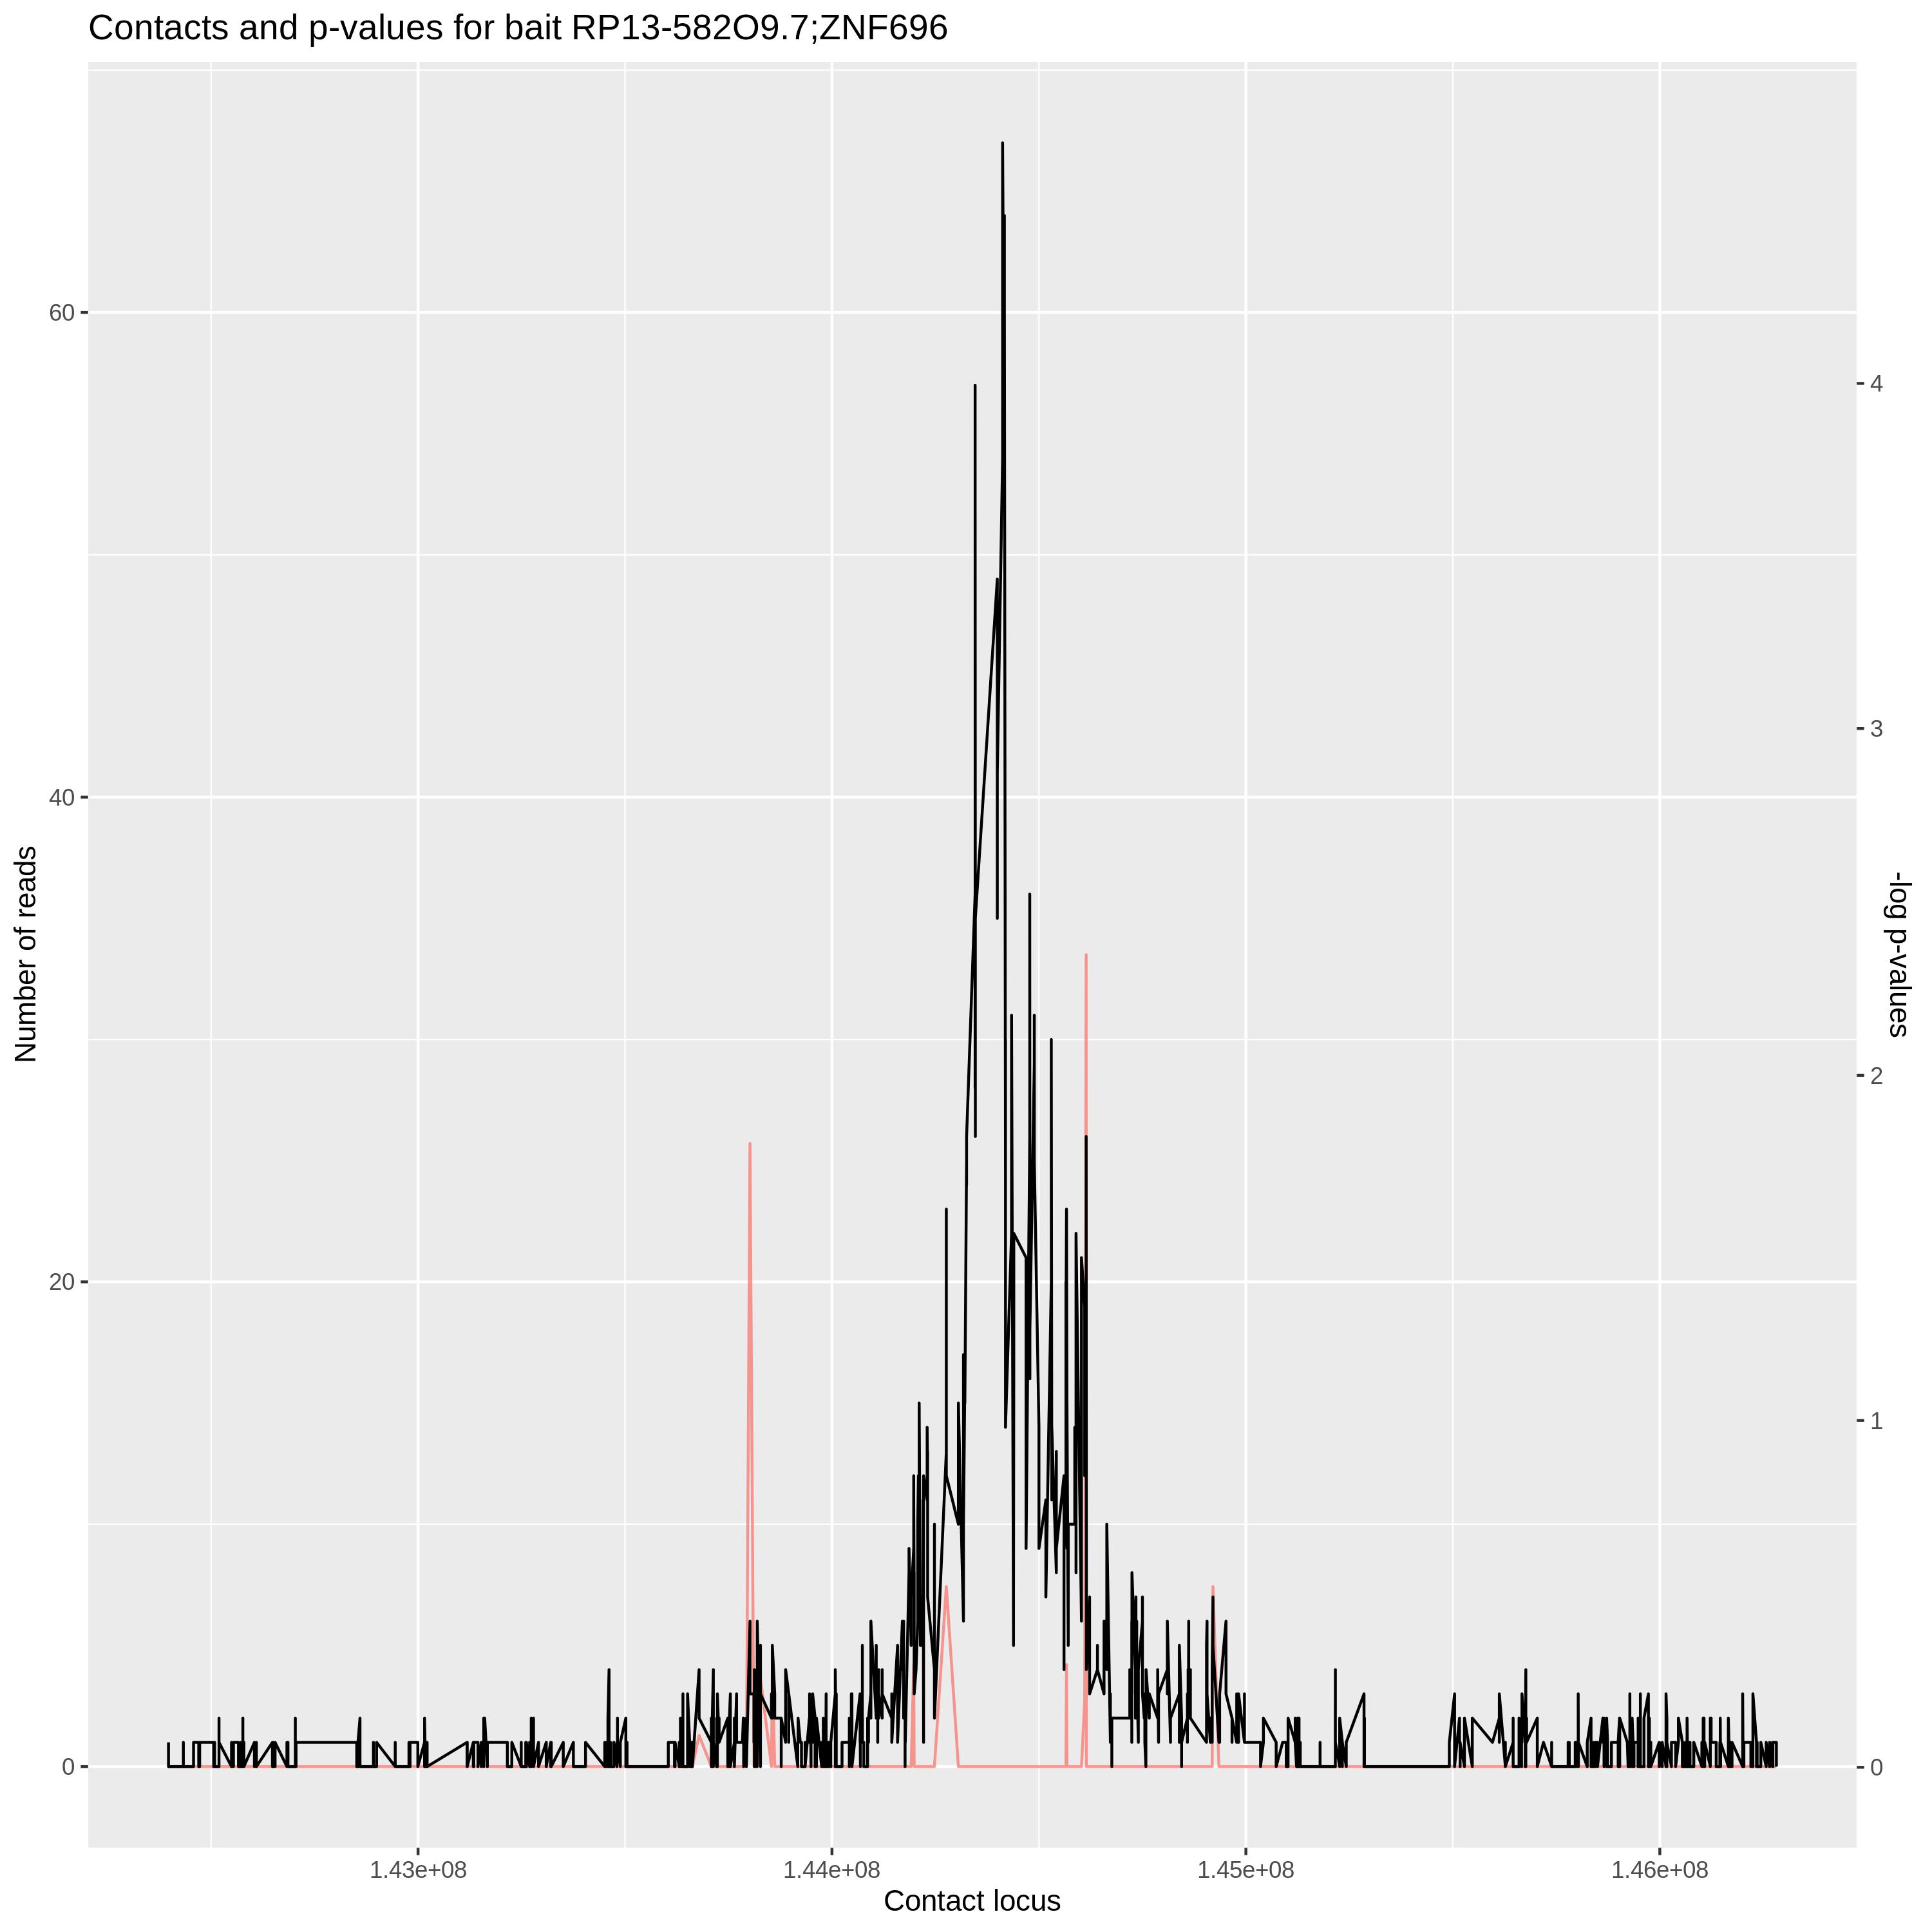 Contacts and p-values for bait RP13-582O9.7;ZNF696
60
40
20
0
4
3
2
1
0
Number of reads
-log p-values
1.43e+08
1.44e+08
1.45e+08
1.46e+08
Contact locus